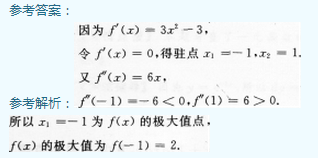 参考答案：
因为 f′(x) = 3x² − 3,
令 f′(x) = 0,得驻点 x₁ =− 1,x₂ = 1.
又 f″(x) = 6x,
参考解析： f″(− 1) =− 6 < 0,f″(1) = 6 > 0.
所以 x₁ =− 1 为 f(x) 的极大值点,
f(x) 的极大值为 f(− 1) = 2.